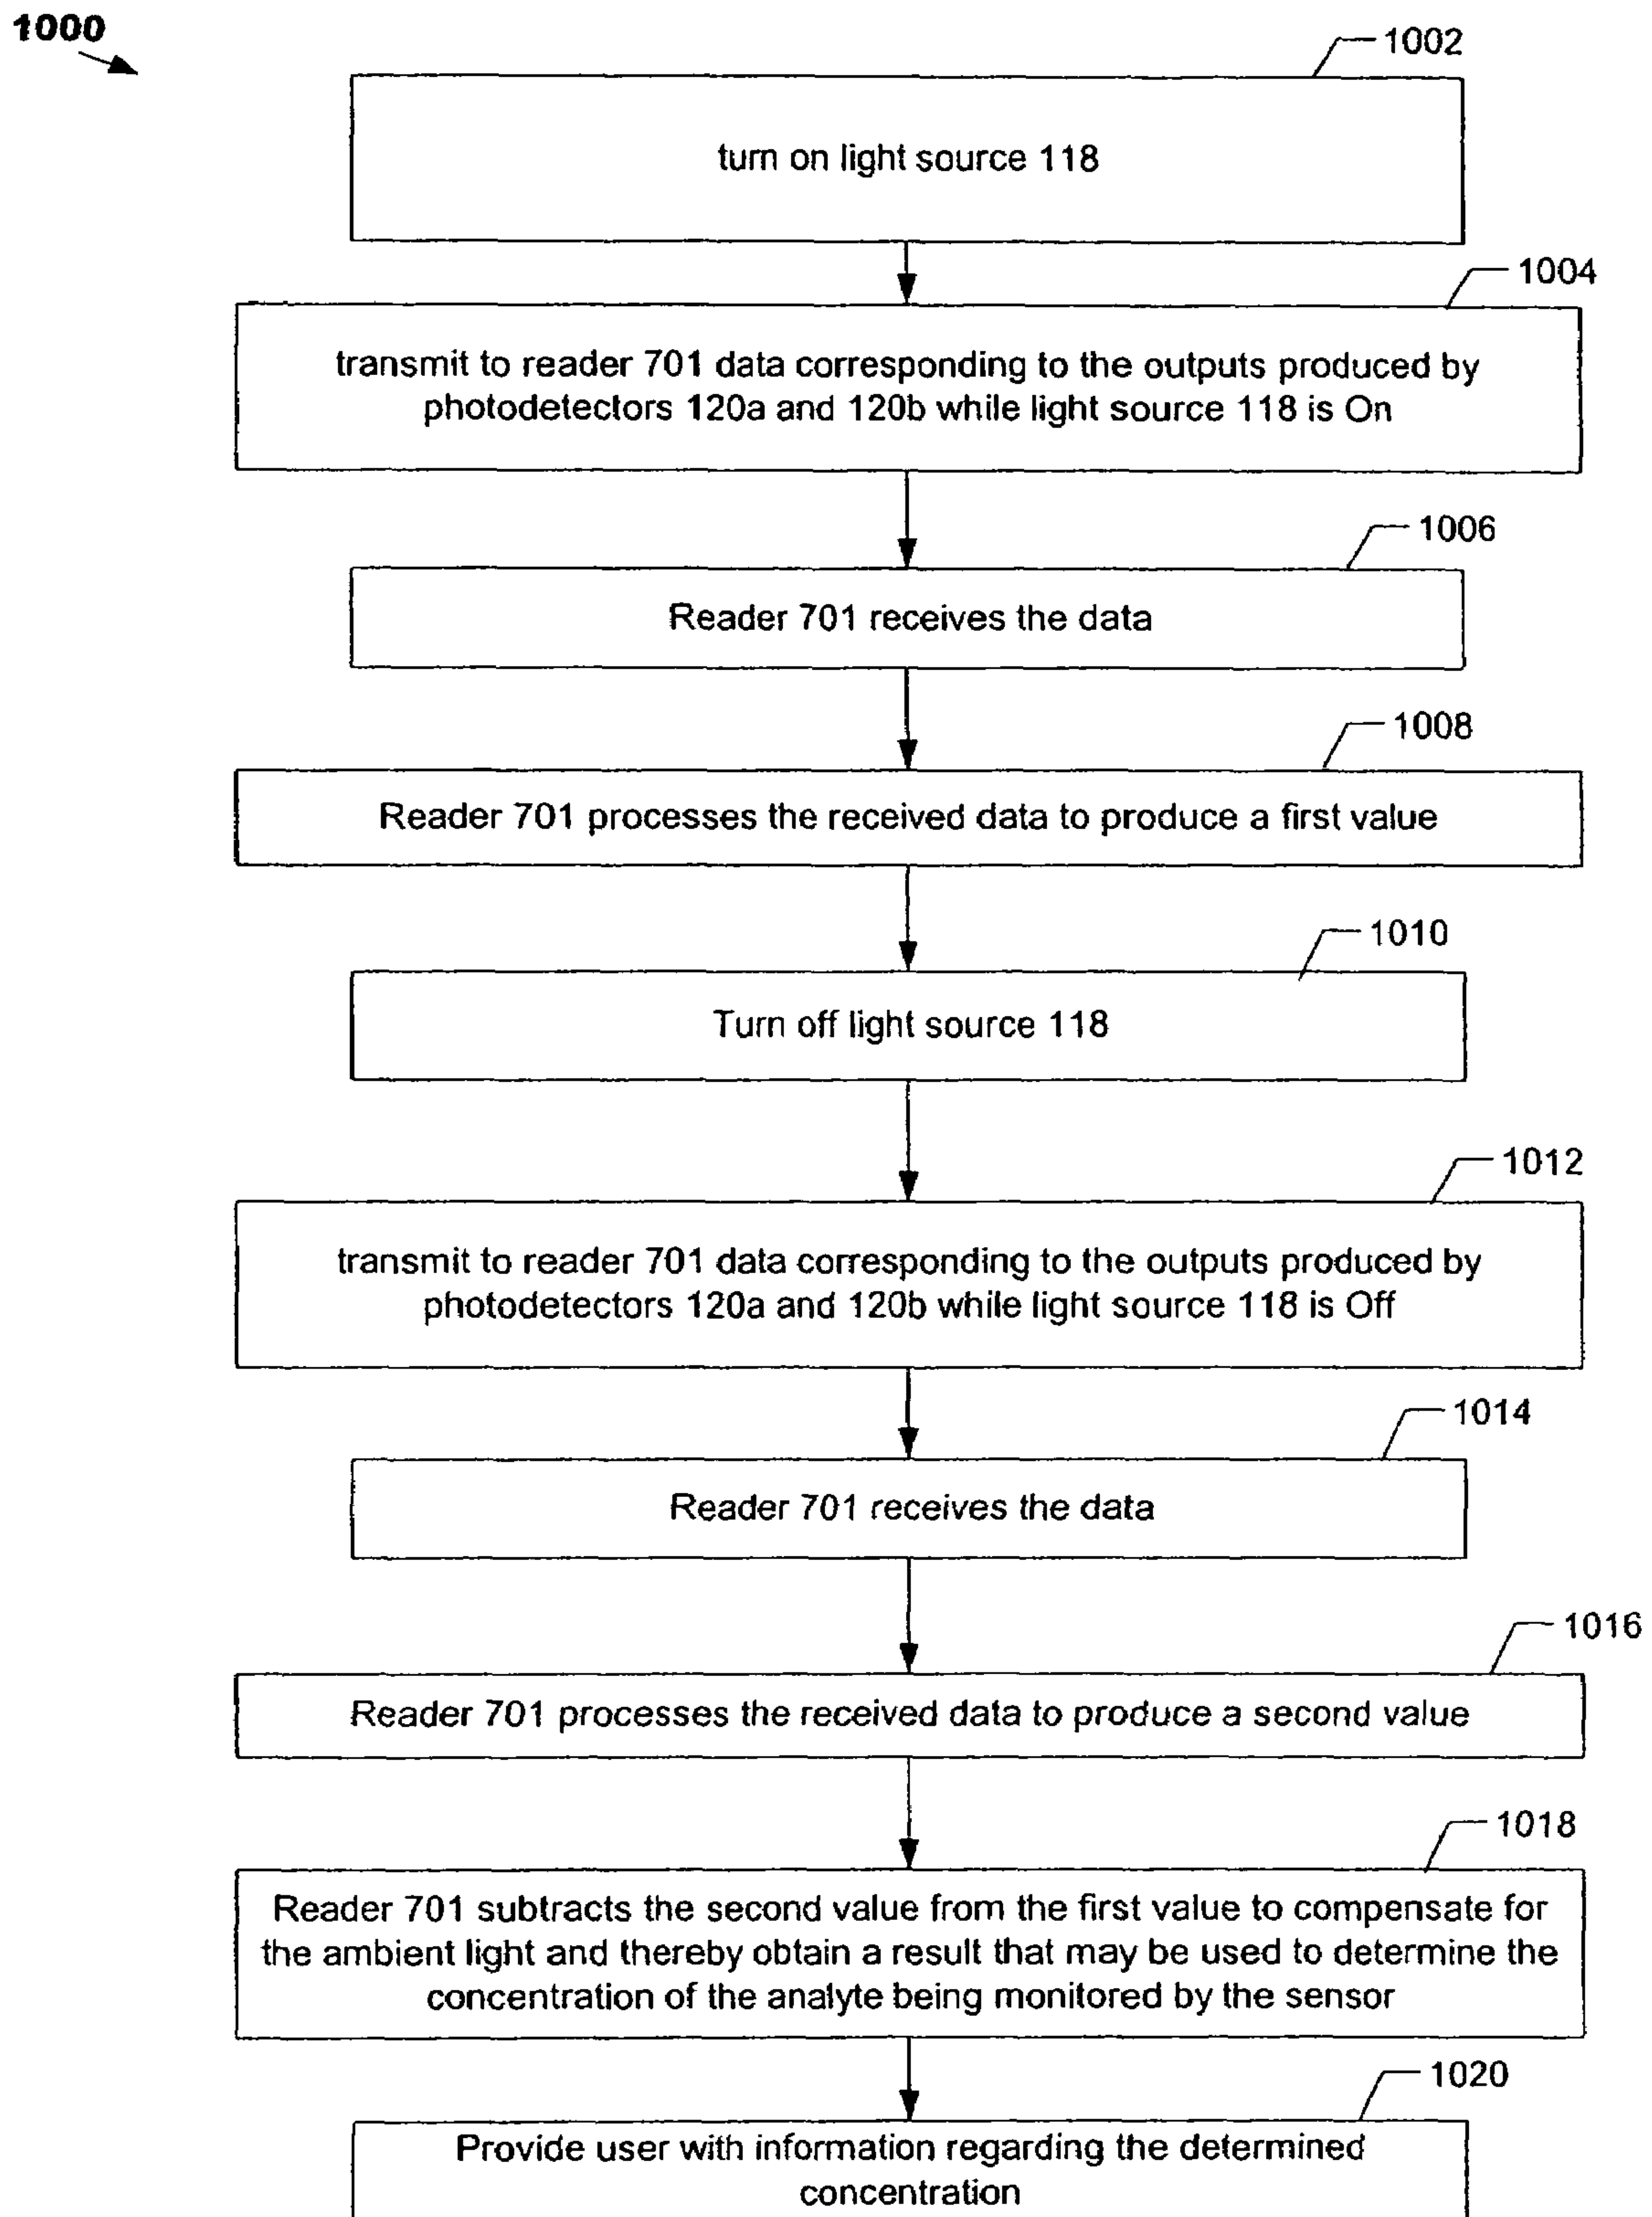 1000
1002
turn on light source 118
1004
transmit to reader 701 data corresponding to the outputs produced by
photodetectors 120a and 120b while light source 118 is On
1006
Reader 701 receives the data
1008
Reader 701 processes the received data to produce a first value
1010
Turn off light source 118
1012
transmit to reader 701 data corresponding to the outputs produced by
photodetectors 120a and 120b while light source 118 is Off
1014
Reader 701 receives the data
1016
Reader 701 processes the received data to produce a second value
1018
Reader 701 subtracts the second value from the first value to compensate for
the ambient light and thereby obtain a result that may be used to determine the
concentration of the analyte being monitored by the sensor
1020
Provide user with information regarding the determined
concentration